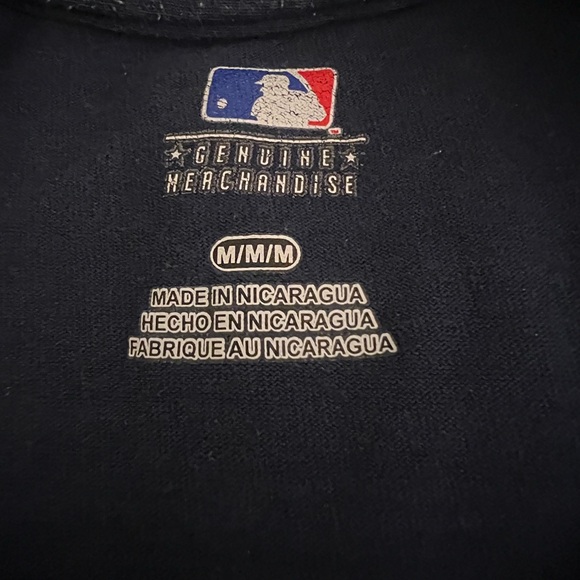 GENUINE
MERCHANDISE
M/M/M
MADE IN NICARAGUA
HECHO EN NICARAGUA
FABRIQUE AU NICARAGUA